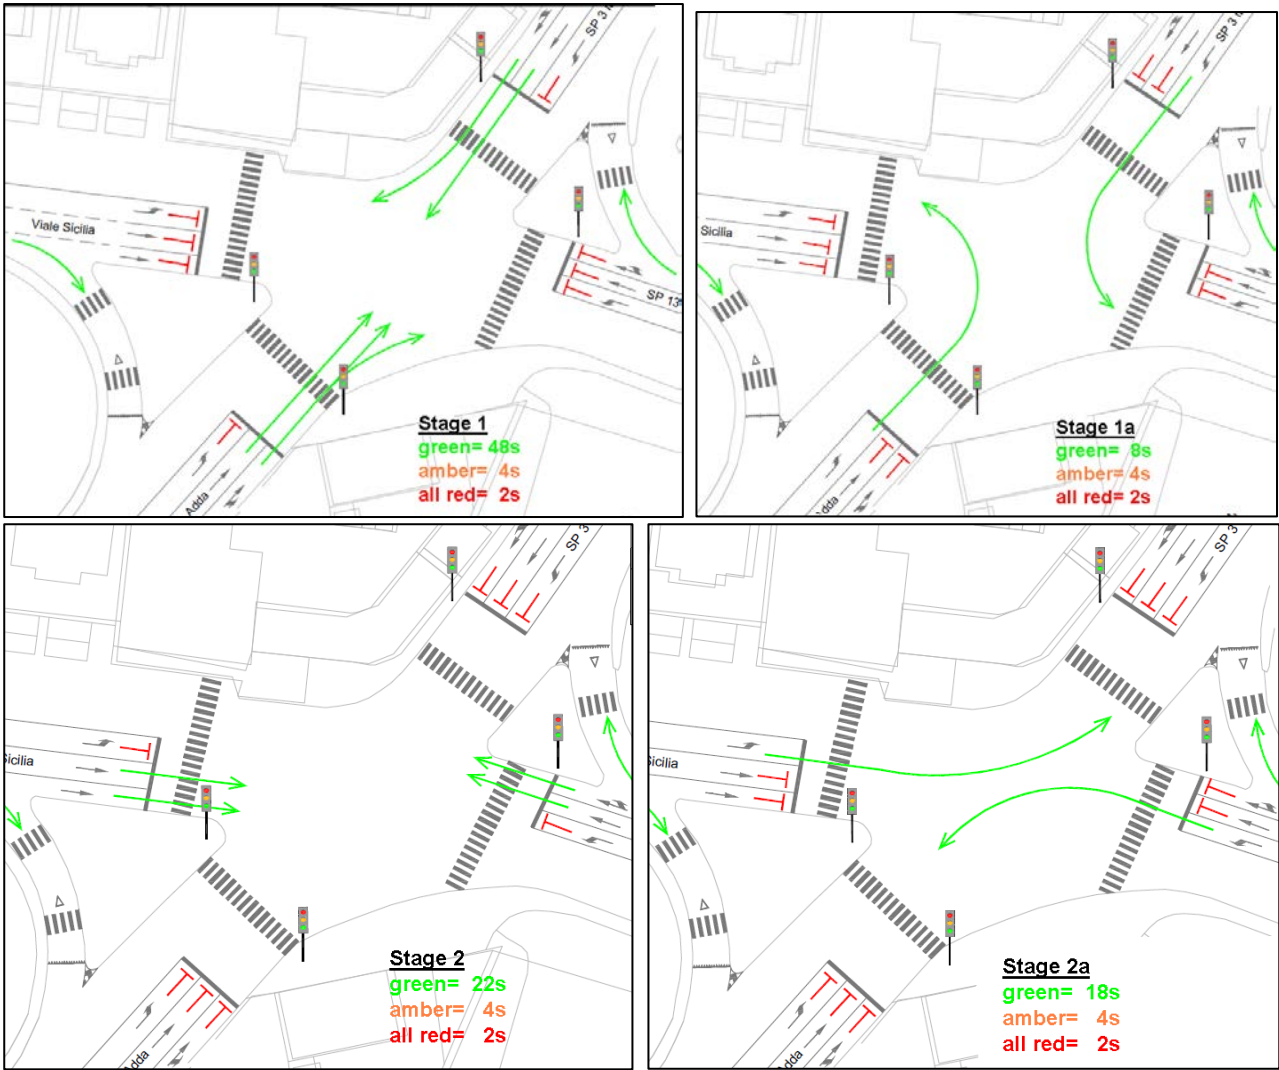 SP 3
Viale Sicilia
SP 13
Adda
Stage 1
green= 48s
amber= 4s
all red= 2s
SP 3
Sicilia
dda
Stage 1a
green= 8s
amber= 4s
all red= 2s
SP 3
Sicilia
Adda
Stage 2
green= 22s
amber= 4s
all red= 2s
SP 3
Sicilia
Adda
Stage 2a
green= 18s
amber= 4s
all red= 2s